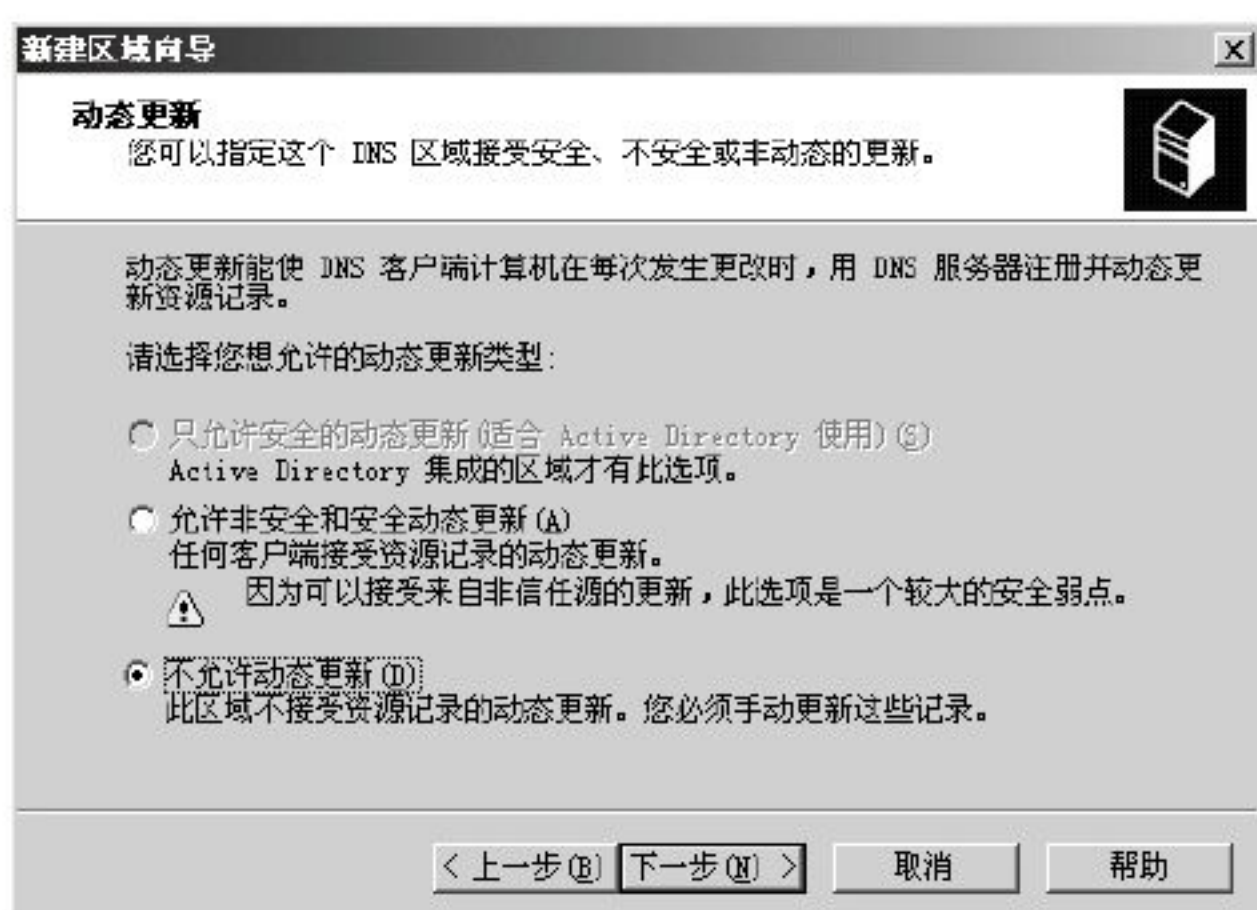 新建区域向导
动态更新
您可以指定这个 DNS 区域接受安全、不安全或非动态的更新。
动态更新能使 DNS 客户端计算机在每次发生更改时，用 DNS 服务器注册并动态更
新资源记录。
请选择您想允许的动态更新类型:
只允许安全的动态更新(适合 Active Directory 使用)(S)
Active Directory 集成的区域才有此选项。
允许非安全和安全动态更新(A)
任何客户端接受资源记录的动态更新。
因为可以接受来自非信任源的更新，此选项是一个较大的安全弱点。
不允许动态更新(D)
此区域不接受资源记录的动态更新。您必须手动更新这些记录。
< 上一步(B) 下一步(N) > 取消 帮助